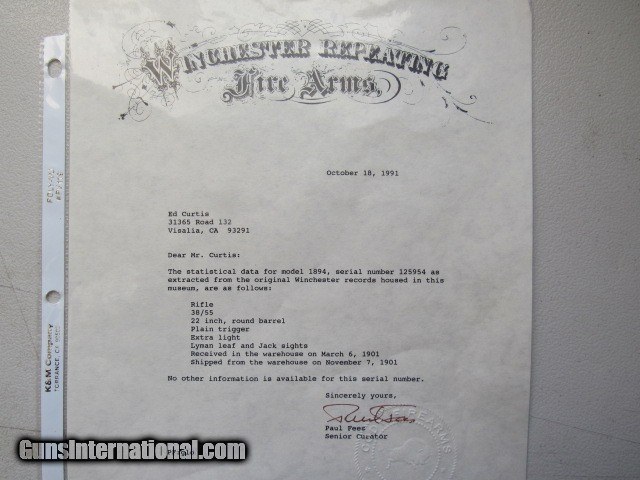 WINCHESTER REPEATING
Fire Arms,
October 18, 1991
Ed Curtis
31365 Road 132
Visalia, CA 93291
Dear Mr. Curtis:
The statistical data for model 1894, serial number 125954 as
extracted from the original Winchester records housed in this
museum, are as follows:
Rifle
38/55
22 inch, round barrel
Plain trigger
Extra light
Lyman leaf and Jack sights
Received in the warehouse on March 6, 1901
Shipped from the warehouse on November 7, 1901
No other information is available for this serial number.
Sincerely yours,
Paul Fees
Senior Curator
K&M Company
TORRANCE, CA
GunsInternational.com